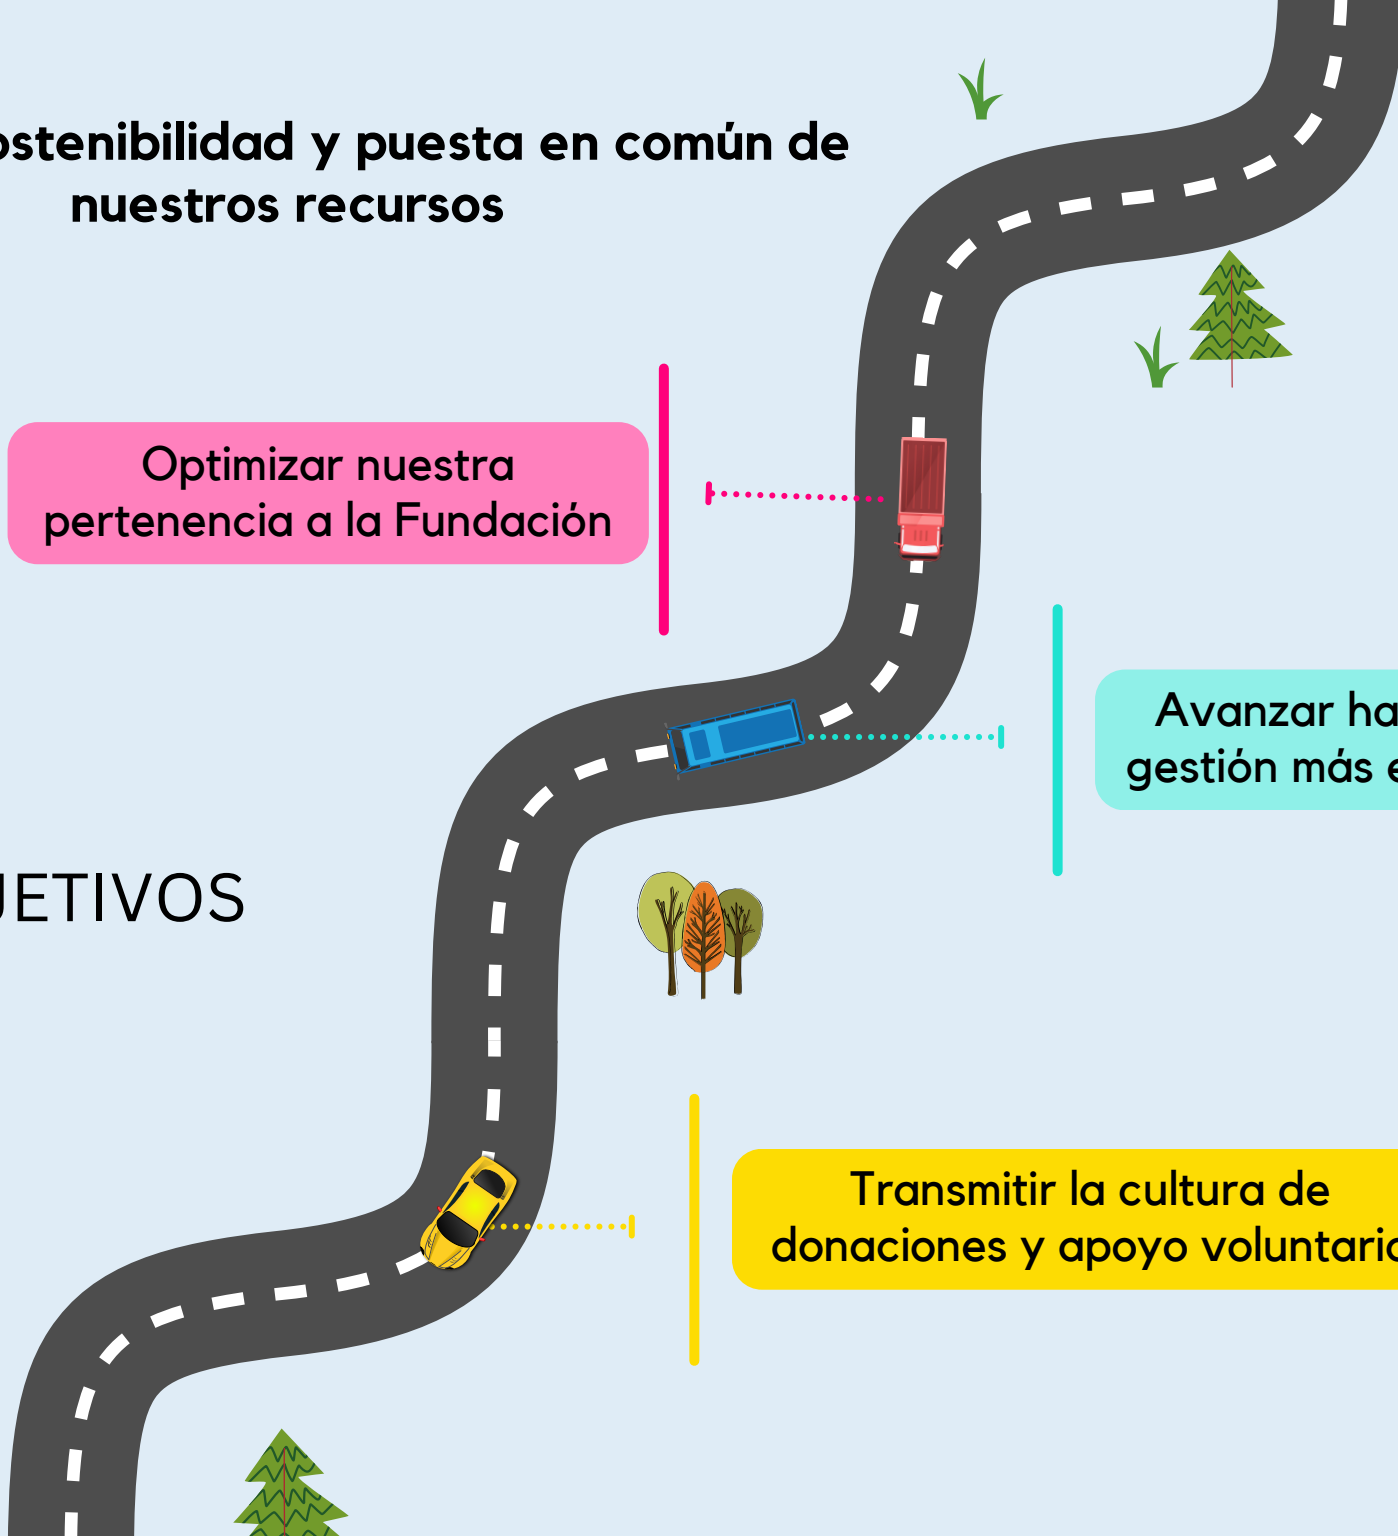 ostenibilidad y puesta en común de
nuestros recursos
Optimizar nuestra
pertenencia a la Fundación
Avanzar ha
gestión más e
JETIVOS
Transmitir la cultura de
donaciones y apoyo voluntario